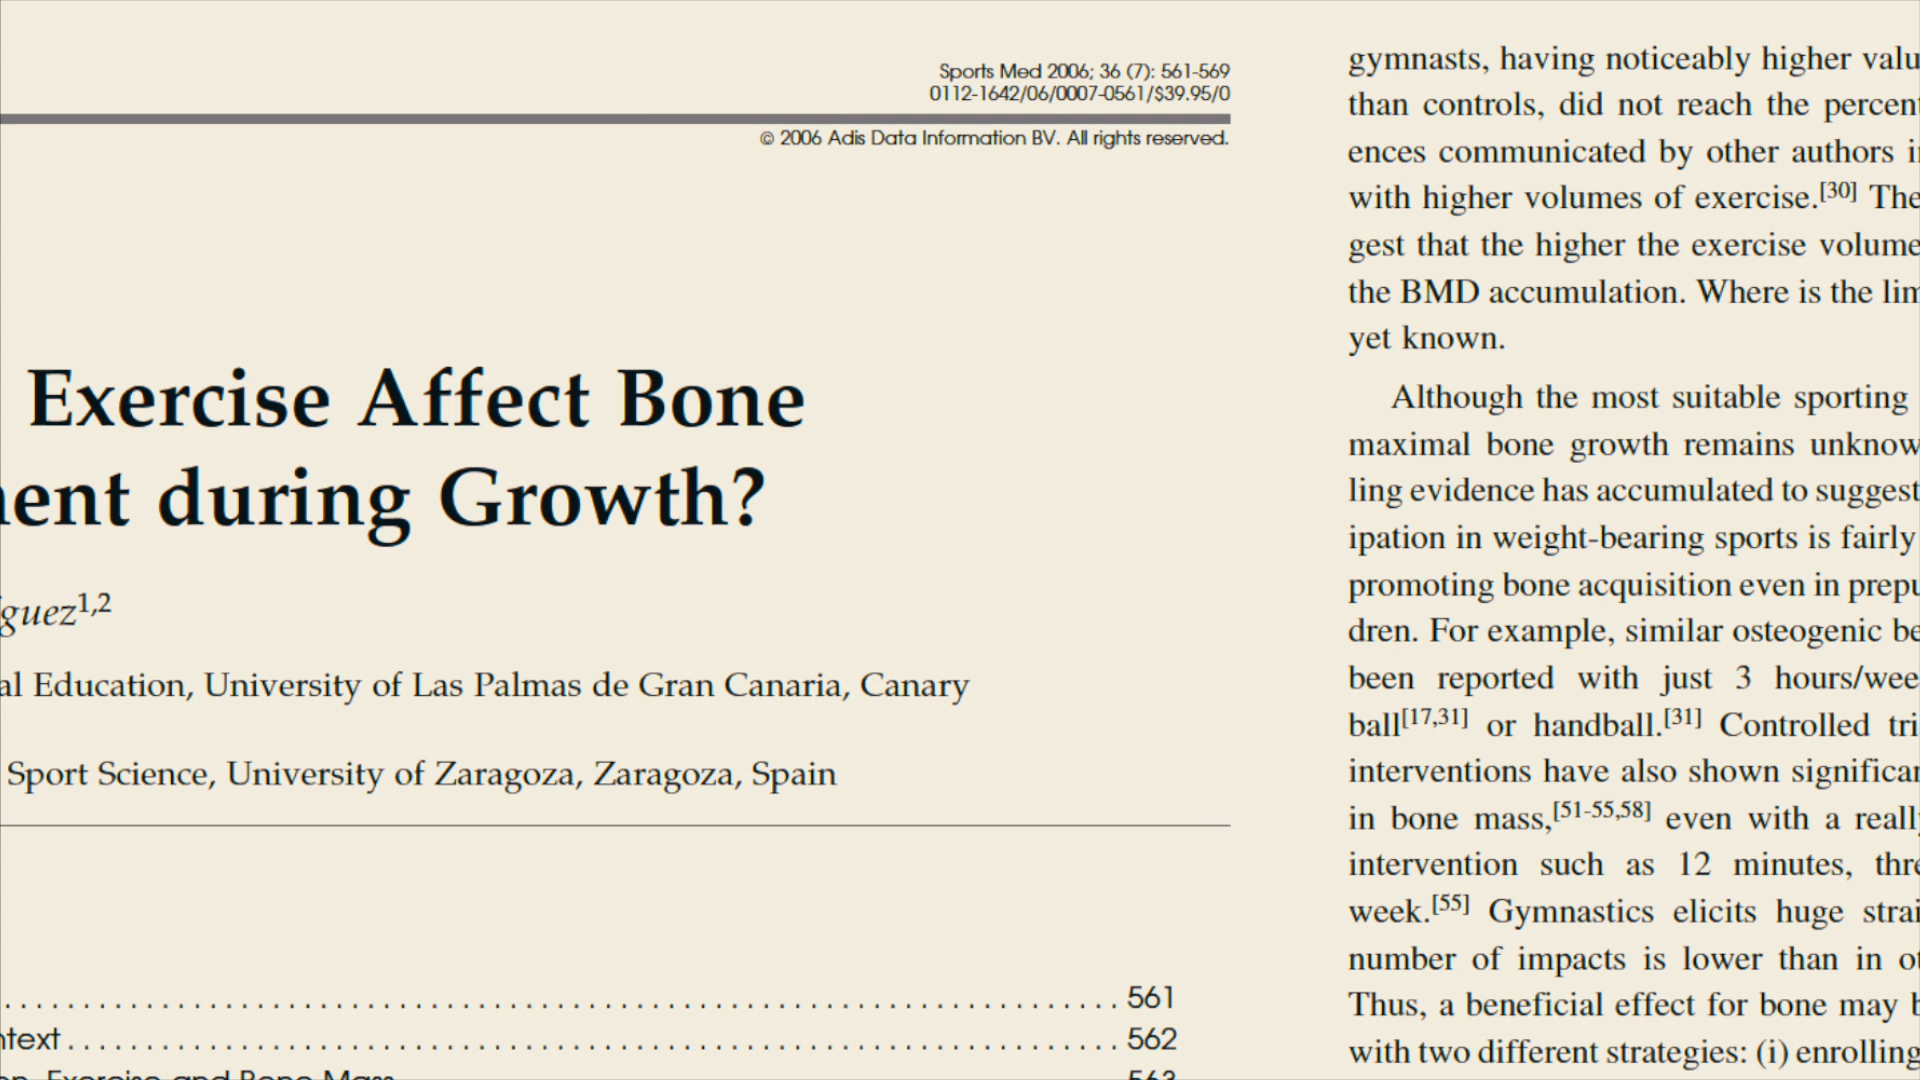 Sports Med 2006; 36 (7): 561-569
0112-1642/06/0007-0561/$39.95/0
© 2006 Adis Data Information BV. All rights reserved.
Exercise Affect Bone
ent during Growth?
guez1,2
al Education, University of Las Palmas de Gran Canaria, Canary
Sport Science, University of Zaragoza, Zaragoza, Spain
561
ntext 562
Exercise and Bone Mass 563
gymnasts, having noticeably higher valu
than controls, did not reach the percent
ences communicated by other authors i
with higher volumes of exercise.[30] The
gest that the higher the exercise volume
the BMD accumulation. Where is the lim
yet known.
Although the most suitable sporting
maximal bone growth remains unknow
ling evidence has accumulated to suggest
ipation in weight-bearing sports is fairly
promoting bone acquisition even in prepu
dren. For example, similar osteogenic be
been reported with just 3 hours/wee
ball[17,31] or handball.[31] Controlled tri
interventions have also shown significan
in bone mass,[51-55,58] even with a really
intervention such as 12 minutes, thre
week.[55] Gymnastics elicits huge strai
number of impacts is lower than in ot
Thus, a beneficial effect for bone may b
with two different strategies: (i) enrolling